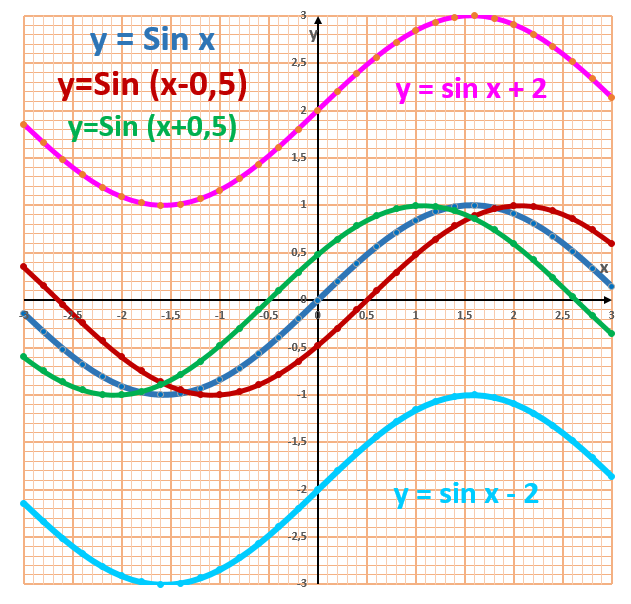 3
y
y = Sin x
2,5
y=Sin (x-0,5)
y = sin x + 2
y=Sin (x+0,5)
2
1,5
1
0,5
x
0
-3 -2,5 -2 -1,5 -1 -0,5 0 0,5 1 1,5 2 2,5 3
-0,5
-1
-1,5
-2
y = sin x - 2
-2,5
-3